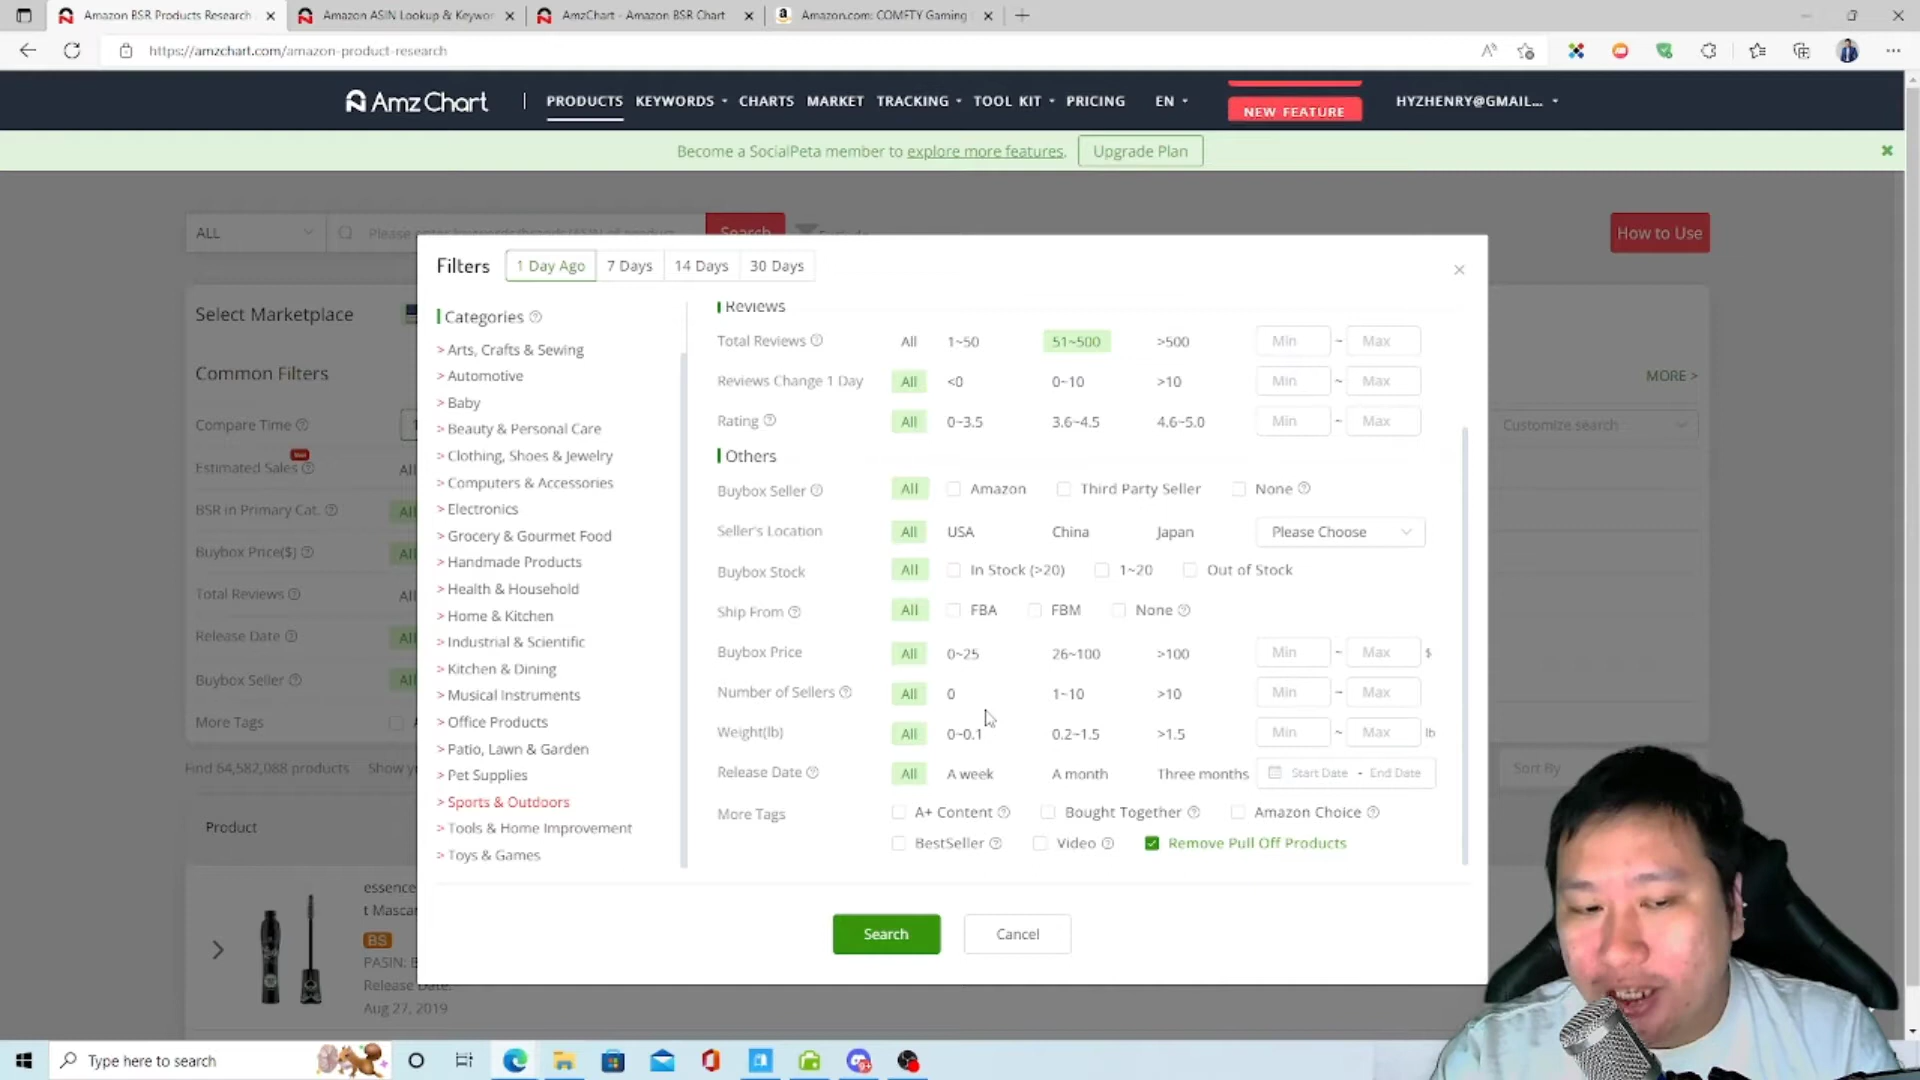 Amazon BSR Products Research
Amazon ASIN Lookup & Keywor
AmzChart - Amazon BSR Chart
Amazon.com: COMFTY Gaming
https://amzchart.com/amazon-product-research
AmzChart
PRODUCTS
KEYWORDS
CHARTS
MARKET
TRACKING
TOOL KIT
PRICING
EN
NEW FEATURE
HYZHENRY@GMAIL...
Become a SocialPeta member to explore more features.
Upgrade Plan
ALL
Search
How to Use
Select Marketplace
Common Filters
MORE >
Compare Time
Customize search
Estimated Sales All
BSR in Primary Cat. All
Buybox Price($) All
Total Reviews All
Release Date All
Buybox Seller All
More Tags
Find 64,582,088 products
Sort By
Product
essence
t Mascar
BS
PASIN: B
Release Date:
Aug 27, 2019
Filters
1 Day Ago
7 Days
14 Days
30 Days
Categories
> Arts, Crafts & Sewing
> Automotive
> Baby
> Beauty & Personal Care
> Clothing, Shoes & Jewelry
> Computers & Accessories
> Electronics
> Grocery & Gourmet Food
> Handmade Products
> Health & Household
> Home & Kitchen
> Industrial & Scientific
> Kitchen & Dining
> Musical Instruments
> Office Products
> Patio, Lawn & Garden
> Pet Supplies
> Sports & Outdoors
> Tools & Home Improvement
> Toys & Games
Reviews
Total Reviews All 1~50 51~500 >500 Min ~ Max
Reviews Change 1 Day All <0 0~10 >10 Min ~ Max
Rating All 0~3.5 3.6~4.5 4.6~5.0 Min ~ Max
Others
Buybox Seller All Amazon Third Party Seller None
Seller's Location All USA China Japan Please Choose
Buybox Stock All In Stock (>20) 1~20 Out of Stock
Ship From All FBA FBM None
Buybox Price All 0~25 26~100 >100 Min ~ Max $
Number of Sellers All 0 1~10 >10 Min ~ Max
Weight(lb) All 0~0.1 0.2~1.5 >1.5 Min ~ Max lb
Release Date All A week A month Three months Start Date - End Date
More Tags A+ Content Bought Together Amazon Choice
BestSeller Video Remove Pull Off Products
Search
Cancel
Type here to search